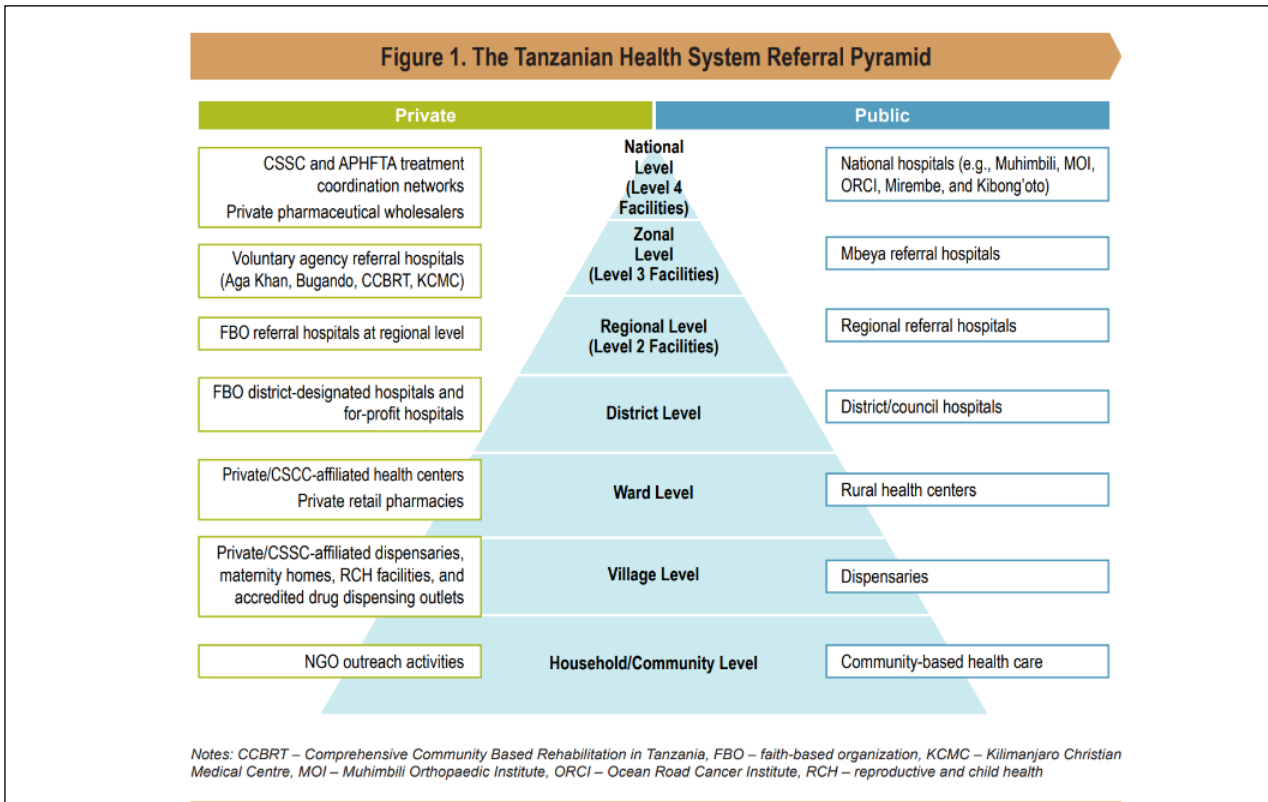 Figure 1. The Tanzanian Health System Referral Pyramid
Private
Public
CSSC and APHFTA treatment
coordination networks
Private pharmaceutical wholesalers
National
Level
(Level 4
Facilities)
National hospitals (e.g., Muhimbili, MOI,
ORCI, Mirembe, and Kibong'oto)
Voluntary agency referral hospitals
(Aga Khan, Bugando, CCBRT, KCMC)
Zonal
Level
(Level 3 Facilities)
Mbeya referral hospitals
FBO referral hospitals at regional level
Regional Level
(Level 2 Facilities)
Regional referral hospitals
FBO district-designated hospitals and
for-profit hospitals
District Level
District/council hospitals
Private/CSCC-affiliated health centers
Private retail pharmacies
Ward Level
Rural health centers
Private/CSSC-affiliated dispensaries,
maternity homes, RCH facilities, and
accredited drug dispensing outlets
Village Level
Dispensaries
NGO outreach activities
Household/Community Level
Community-based health care
Notes: CCBRT – Comprehensive Community Based Rehabilitation in Tanzania, FBO – faith-based organization, KCMC – Kilimanjaro Christian
Medical Centre, MOI – Muhimbili Orthopaedic Institute, ORCI – Ocean Road Cancer Institute, RCH – reproductive and child health